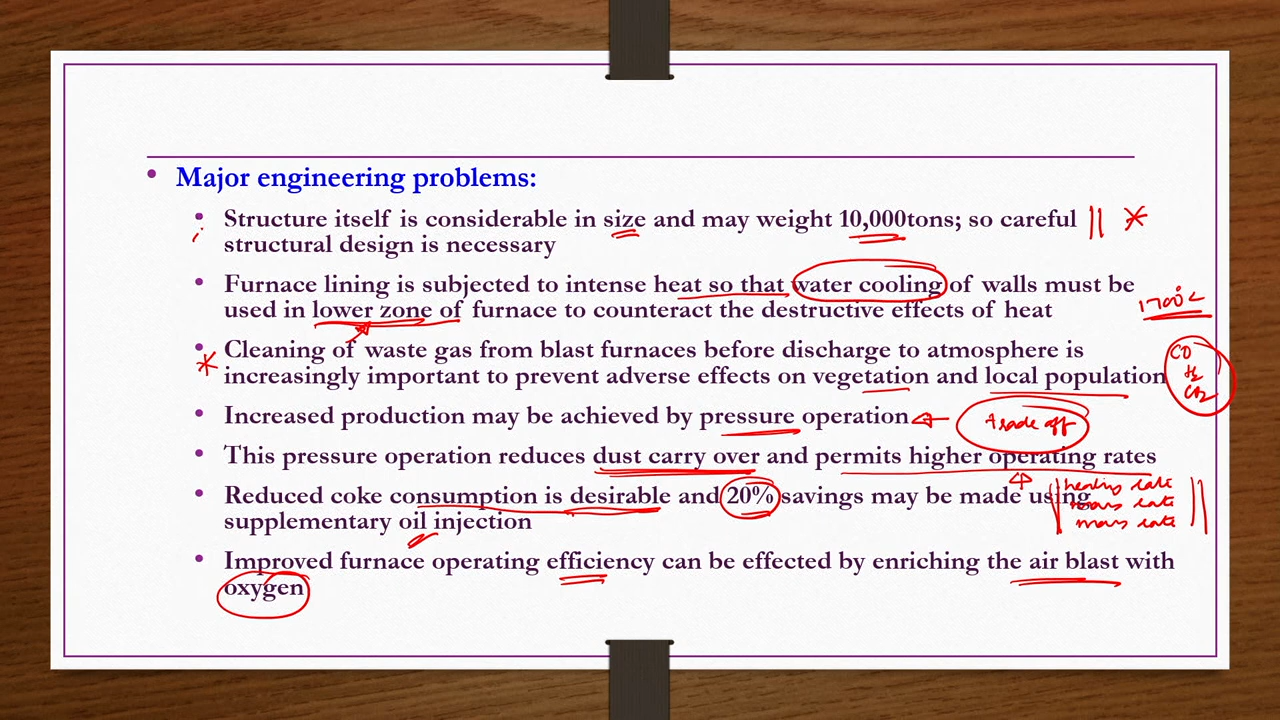 Major engineering problems:
Structure itself is considerable in size and may weight 10,000tons; so careful
structural design is necessary
Furnace lining is subjected to intense heat so that water cooling of walls must be
used in lower zone of furnace to counteract the destructive effects of heat
1700°C
Cleaning of waste gas from blast furnaces before discharge to atmosphere is
increasingly important to prevent adverse effects on vegetation and local population
CO
H2
CO2
Increased production may be achieved by pressure operation
trade off
This pressure operation reduces dust carry over and permits higher operating rates
Reduced coke consumption is desirable and 20% savings may be made using
supplementary oil injection
heating rate
mass rate
Improved furnace operating efficiency can be effected by enriching the air blast with
oxygen